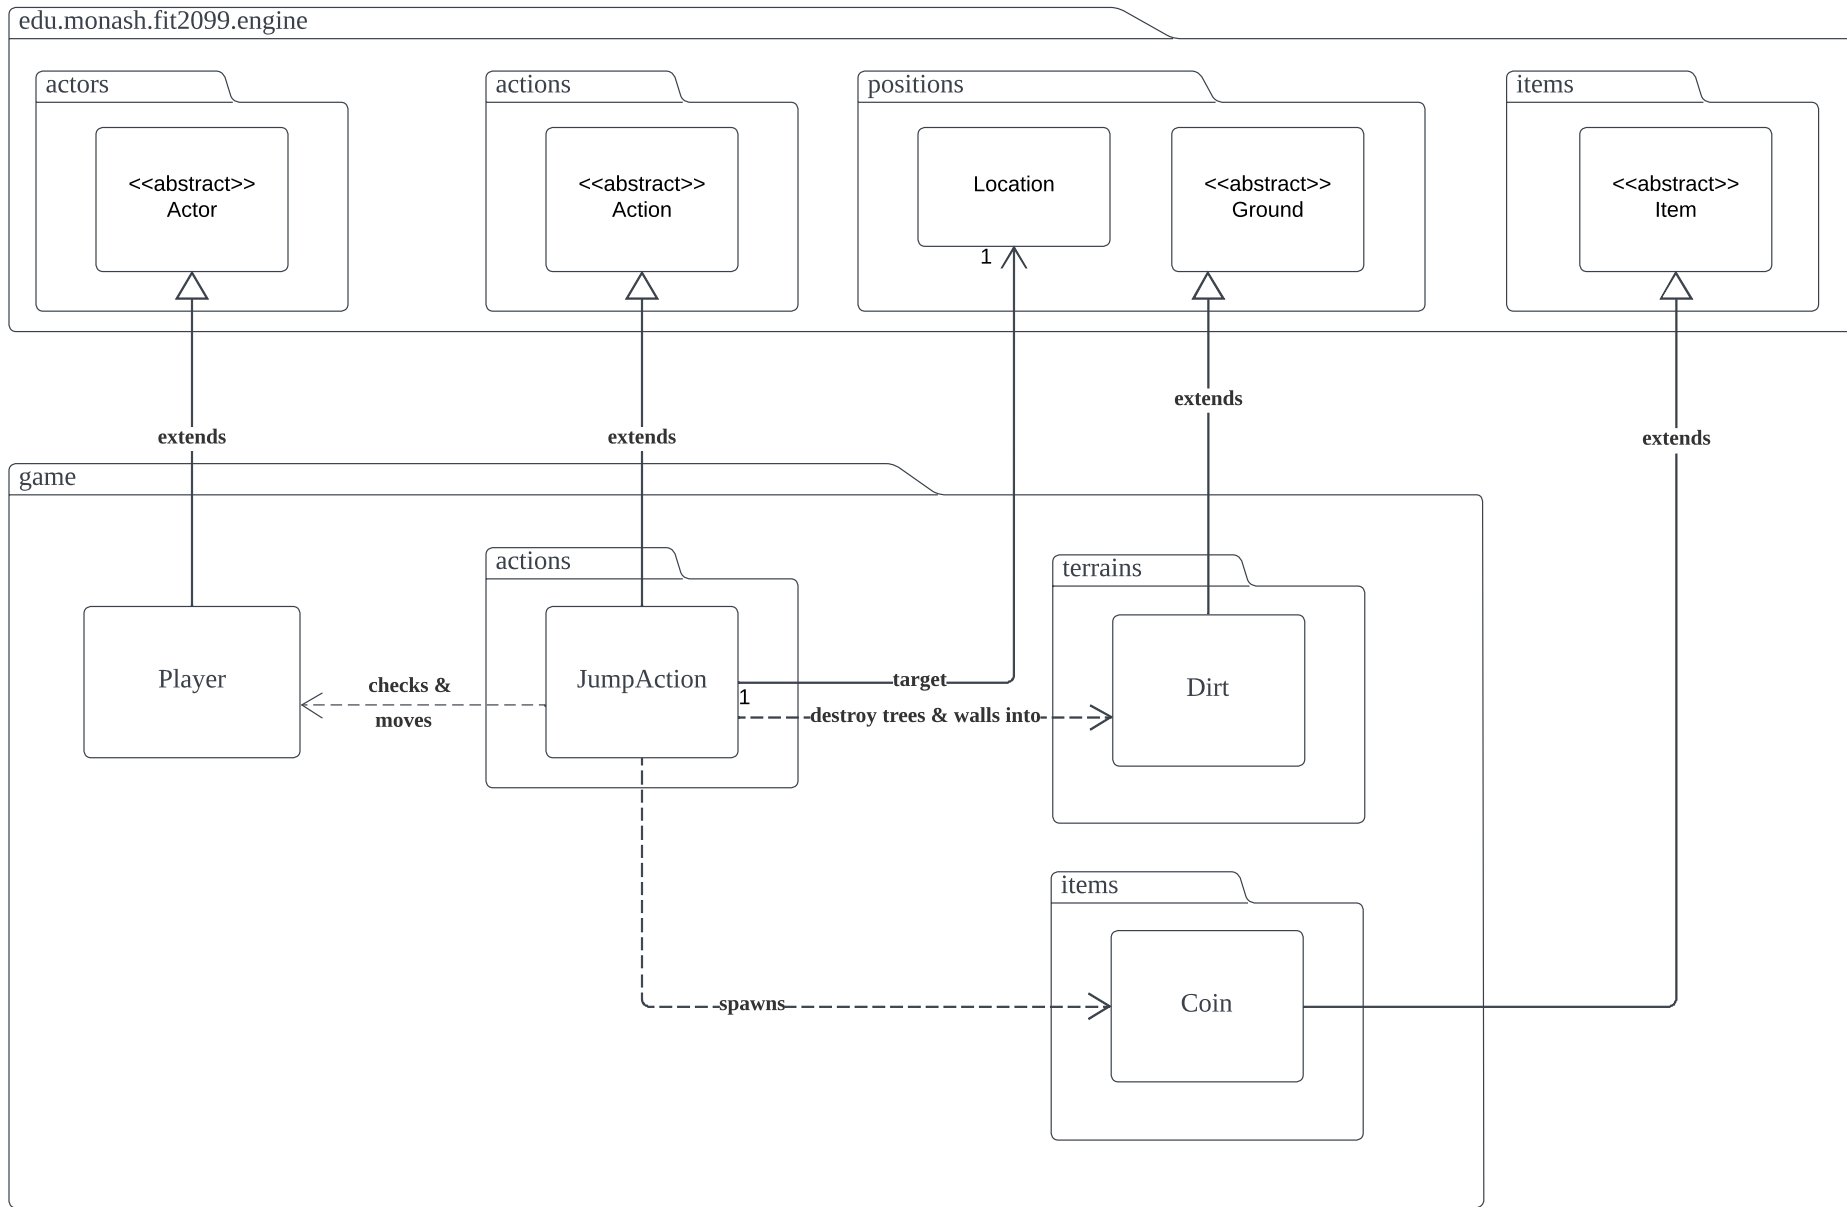 edu.monash.fit2099.engine
actors
actions
positions
items
<<abstract>>
Actor
<<abstract>>
Action
Location
<<abstract>>
Ground
<<abstract>>
Item
1
extends
extends
extends
extends
game
actions
terrains
Player
checks &
moves
JumpAction
target
1
destroy trees & walls into
Dirt
items
spawns
Coin